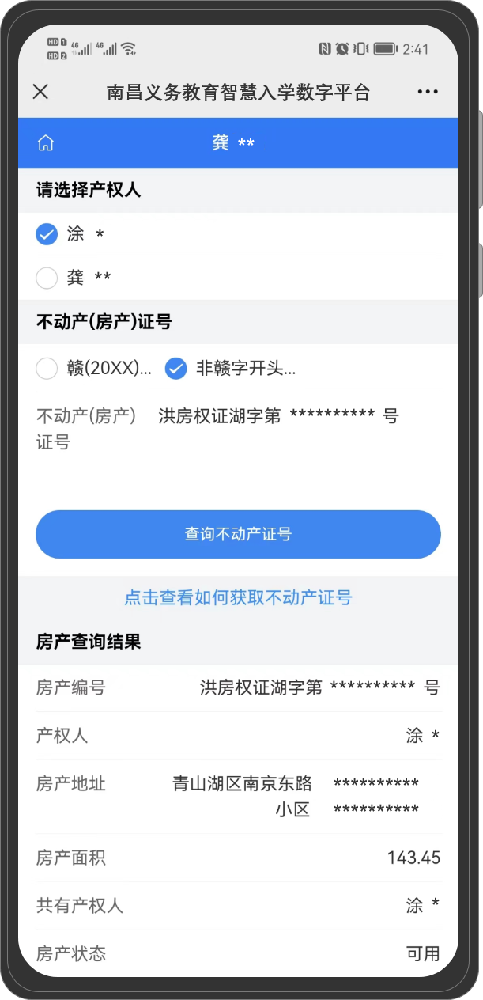 HD 1 4G 4G 2:41
HD 2
南昌义务教育智慧入学数字平台
龚 **
请选择产权人
涂 *
龚 **
不动产(房产)证号
赣(20XX)... 非赣字开头...
不动产(房产) 洪房权证湖字第 ********** 号
证号
查询不动产证号
点击查看如何获取不动产证号
房产查询结果
房产编号 洪房权证湖字第 ********** 号
产权人 涂 *
房产地址 青山湖区南京东路 **********
小区 **********
房产面积 143.45
共有产权人 涂 *
房产状态 可用